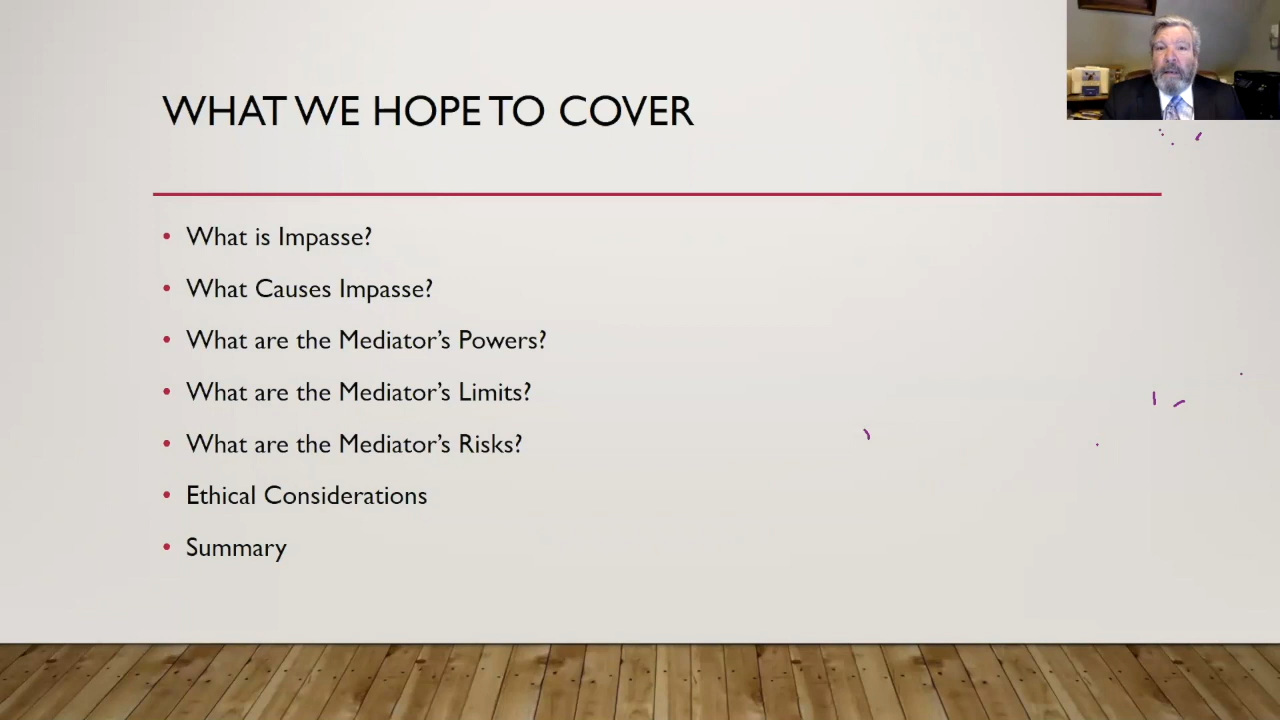 WHAT WE HOPE TO COVER
• What is Impasse?
• What Causes Impasse?
• What are the Mediator’s Powers?
• What are the Mediator’s Limits?
• What are the Mediator’s Risks?
• Ethical Considerations
• Summary